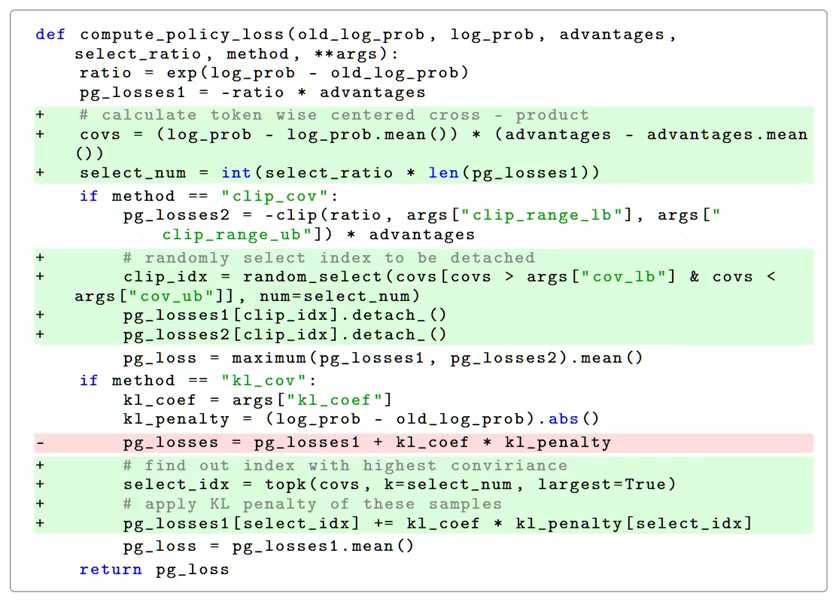 def compute_policy_loss(old_log_prob, log_prob, advantages,
select_ratio, method, **args):
ratio = exp(log_prob - old_log_prob)
pg_losses1 = -ratio * advantages
+ # calculate token wise centered cross - product
+ covs = (log_prob - log_prob.mean()) * (advantages - advantages.mean
())
+ select_num = int(select_ratio * len(pg_losses1))
if method == "clip_cov":
pg_losses2 = -clip(ratio, args["clip_range_lb"], args["
clip_range_ub"]) * advantages
+ # randomly select index to be detached
+ clip_idx = random_select(covs[covs > args["cov_lb"] & covs <
args["cov_ub"]], num=select_num)
+ pg_losses1[clip_idx].detach_()
+ pg_losses2[clip_idx].detach_()
pg_loss = maximum(pg_losses1, pg_losses2).mean()
if method == "kl_cov":
kl_coef = args["kl_coef"]
kl_penalty = (log_prob - old_log_prob).abs()
- pg_losses = pg_losses1 + kl_coef * kl_penalty
+ # find out index with highest conviriance
+ select_idx = topk(covs, k=select_num, largest=True)
+ # apply KL penalty of these samples
+ pg_losses1[select_idx] += kl_coef * kl_penalty[select_idx]
pg_loss = pg_losses1.mean()
return pg_loss